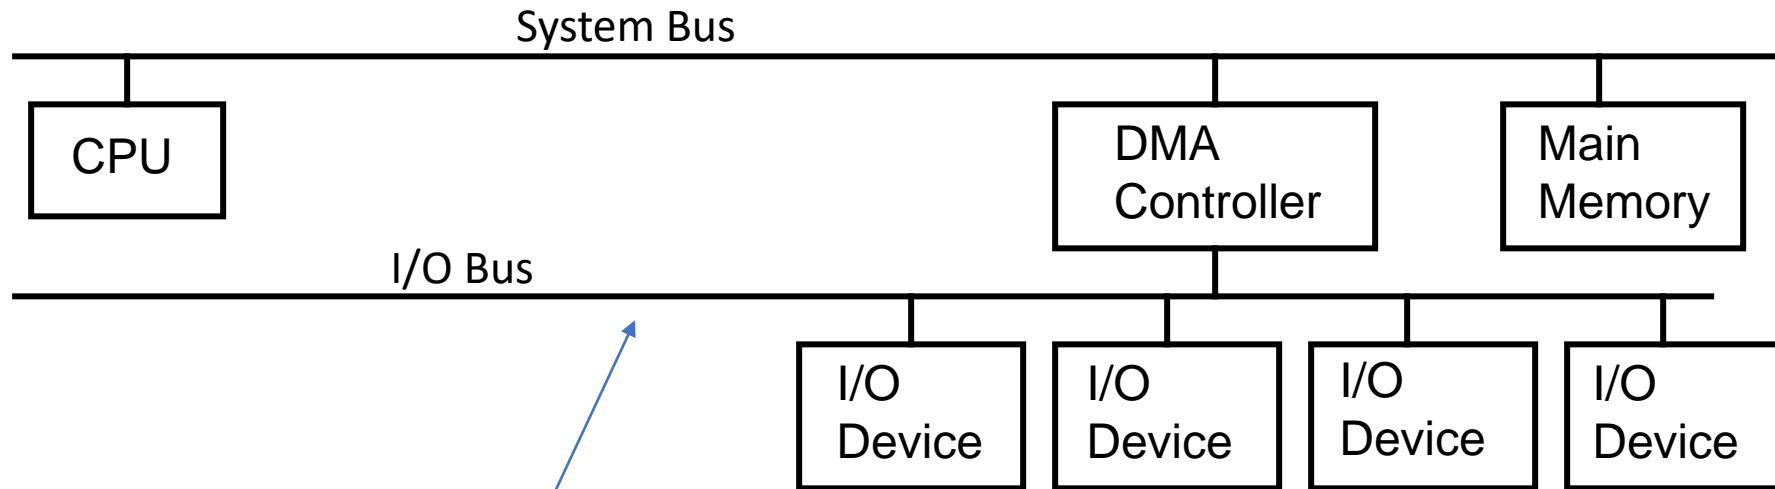 System Bus
CPU
DMA
Controller
Main
Memory
I/O Bus
I/O
Device
I/O
Device
I/O
Device
I/O
Device